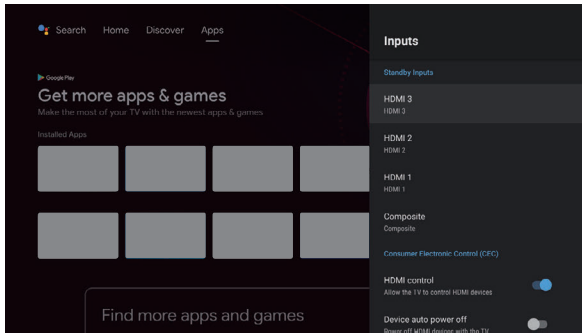 Search Home Discover Apps
Google Play
Get more apps & games
Make the most of your TV with the newest apps & games
Installed Apps
Find more apps and games
Inputs
Standby Inputs
HDMI 3
HDMI 3
HDMI 2
HDMI 2
HDMI 1
HDMI 1
Composite
Composite
Consumer Electronic Control (CEC)
HDMI control
Allow the TV to control HDMI devices
Device auto power off
Power off HDMI devices with the TV